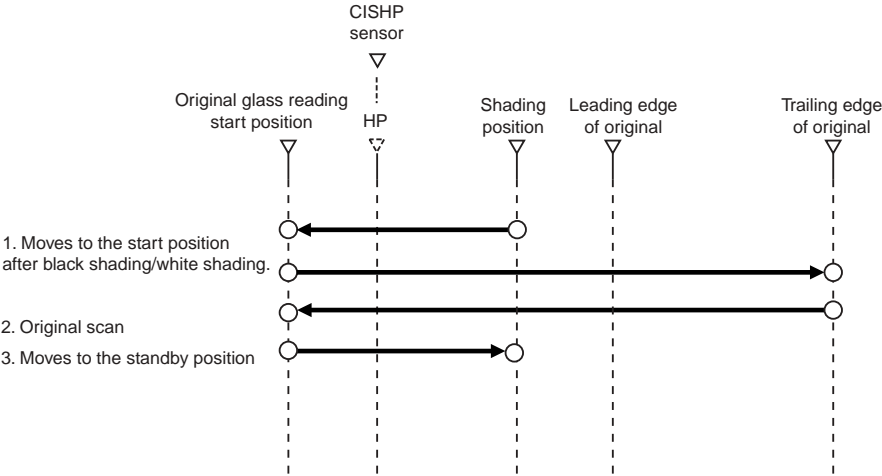 CISHP
sensor
Original glass reading
start position
HP
Shading
position
Leading edge
of original
Trailing edge
of original
1. Moves to the start position
after black shading/white shading.
2. Original scan
3. Moves to the standby position